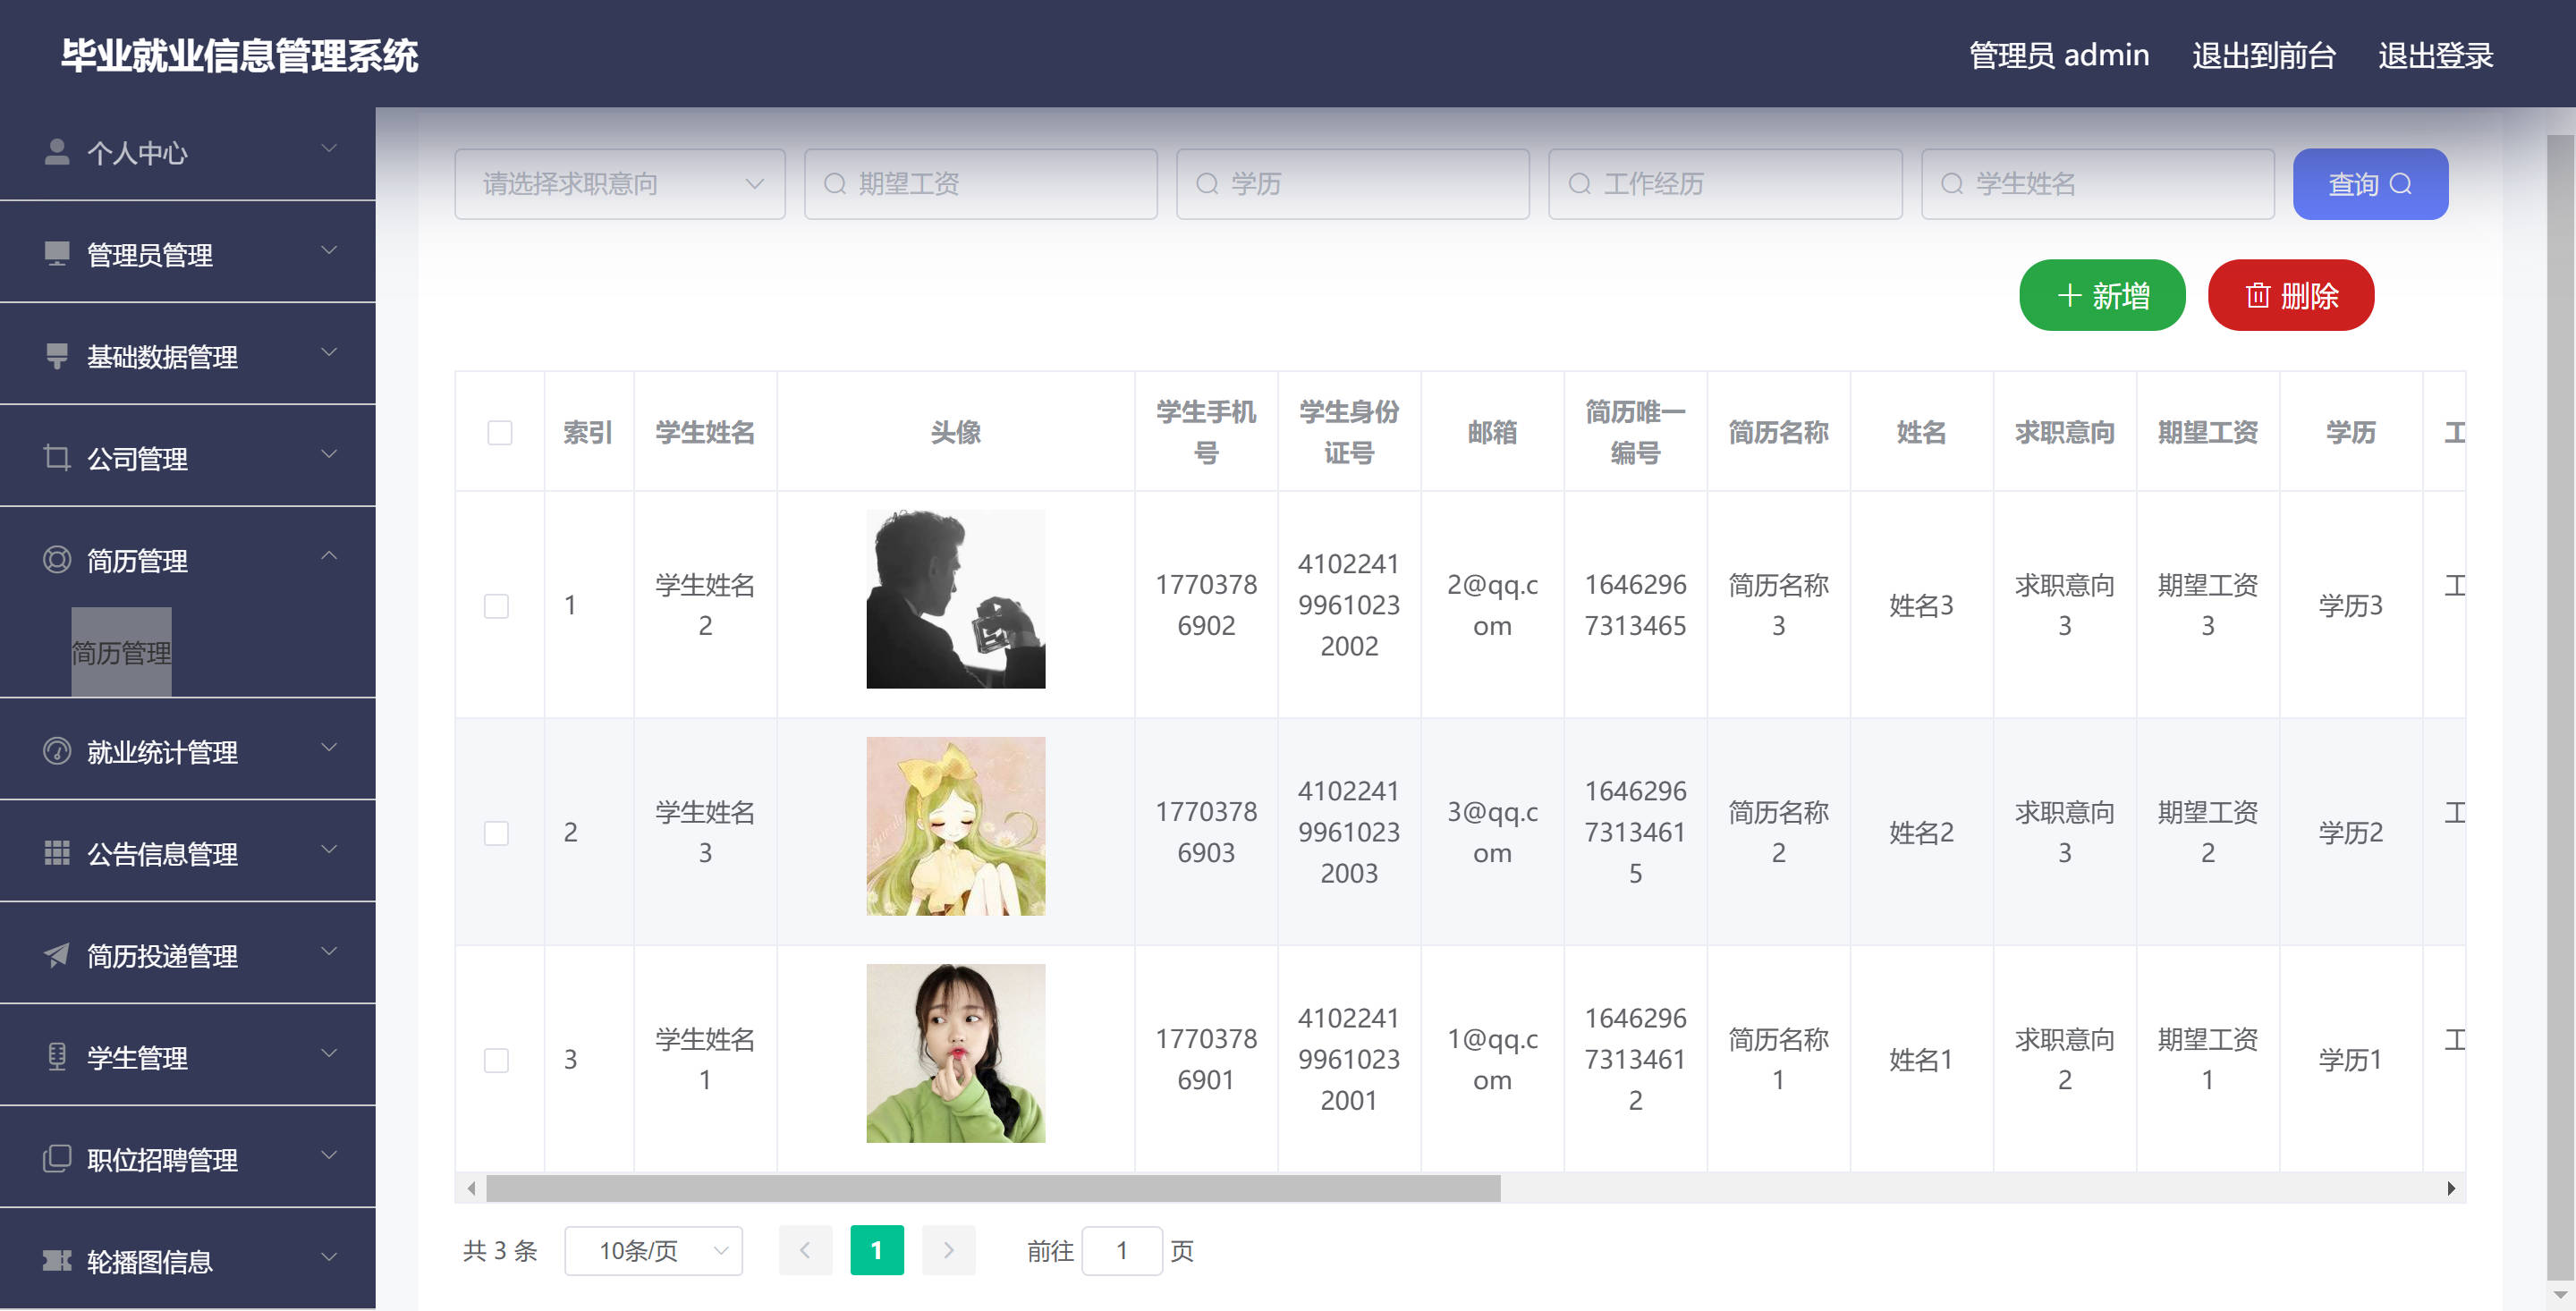 毕业就业信息管理系统
管理员 admin 退出到前台 退出登录
个人中心
管理员管理
基础数据管理
公司管理
简历管理
简历管理
就业统计管理
公告信息管理
简历投递管理
学生管理
职位招聘管理
轮播图信息
请选择求职意向 期望工资 学历 工作经历 学生姓名 查询
新增 删除
索引 学生姓名 头像 学生手机号 学生身份证号 邮箱 简历唯一编号 简历名称 姓名 求职意向 期望工资 学历 工
1 学生姓名2 17703786902 410224199610232002 2@qq.com 16462967313465 简历名称3 姓名3 求职意向3 期望工资3 学历3 工
2 学生姓名3 17703786903 410224199610232003 3@qq.com 164629673134615 简历名称2 姓名2 求职意向3 期望工资2 学历2 工
3 学生姓名1 17703786901 410224199610232001 1@qq.com 164629673134612 简历名称1 姓名1 求职意向2 期望工资1 学历1 工
共 3 条 10条/页 1 前往 1 页